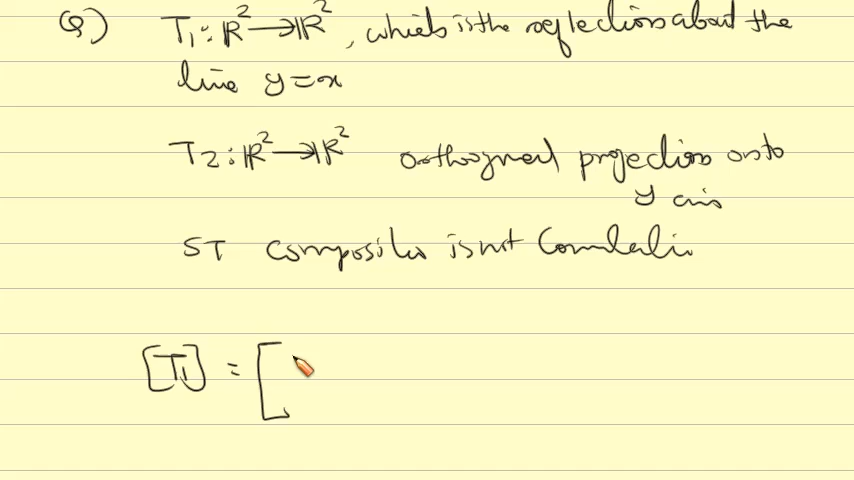 Q) T₁: ℝ² → ℝ², which is the reflection about the
line y = x
T₂: ℝ² → ℝ² orthogonal projection onto
y axis
ST composition is not Commutative
[T₁] = [